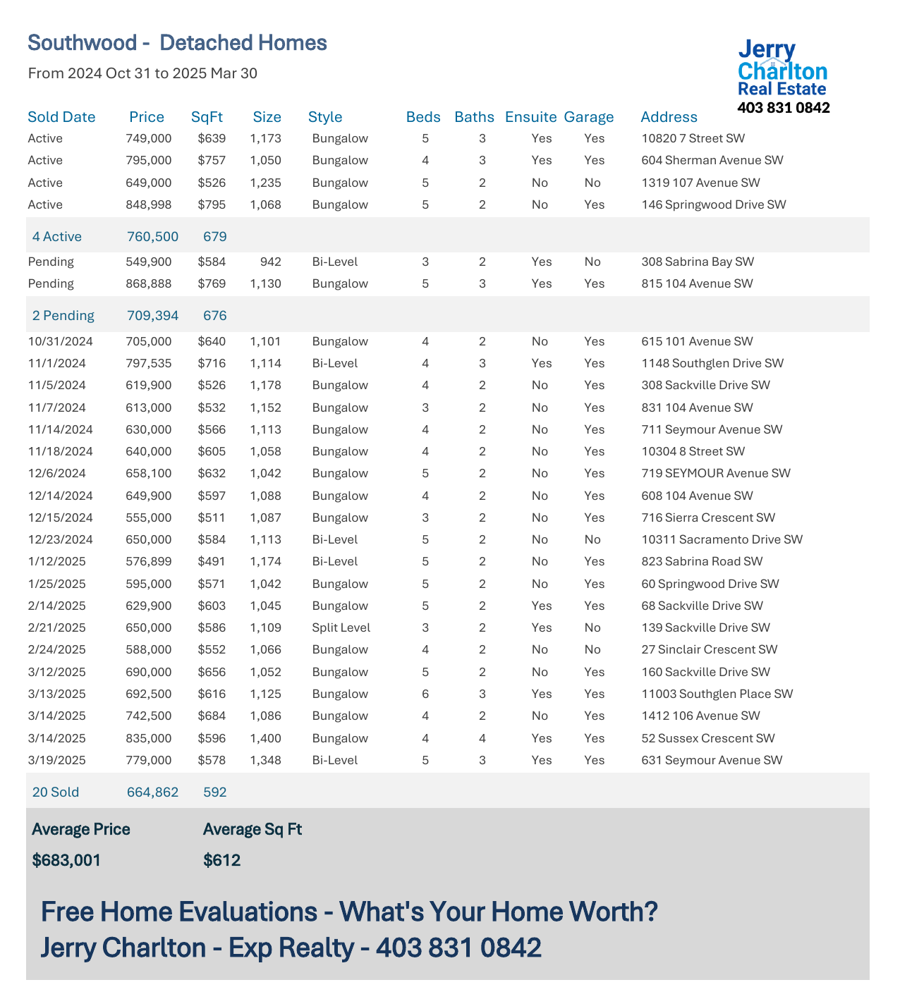 Southwood -  Detached Homes
From 2024 Oct 31 to 2025 Mar 30
Jerry
Charlton
Real Estate
403 831 0842
Sold Date Price SqFt Size Style Beds Baths Ensuite Garage Address
Active 749,000 $639 1,173 Bungalow 5 3 Yes Yes 10820 7 Street SW
Active 795,000 $757 1,050 Bungalow 4 3 Yes Yes 604 Sherman Avenue SW
Active 649,000 $526 1,235 Bungalow 5 2 No No 1319 107 Avenue SW
Active 848,998 $795 1,068 Bungalow 5 2 No Yes 146 Springwood Drive SW
4 Active 760,500 679
Pending 549,900 $584 942 Bi-Level 3 2 Yes No 308 Sabrina Bay SW
Pending 868,888 $769 1,130 Bungalow 5 3 Yes Yes 815 104 Avenue SW
2 Pending 709,394 676
10/31/2024 705,000 $640 1,101 Bungalow 4 2 No Yes 615 101 Avenue SW
11/1/2024 797,535 $716 1,114 Bi-Level 4 3 Yes Yes 1148 Southglen Drive SW
11/5/2024 619,900 $526 1,178 Bungalow 4 2 No Yes 308 Sackville Drive SW
11/7/2024 613,000 $532 1,152 Bungalow 3 2 No Yes 831 104 Avenue SW
11/14/2024 630,000 $566 1,113 Bungalow 4 2 No Yes 711 Seymour Avenue SW
11/18/2024 640,000 $605 1,058 Bungalow 4 2 No Yes 10304 8 Street SW
12/6/2024 658,100 $632 1,042 Bungalow 5 2 No Yes 719 SEYMOUR Avenue SW
12/14/2024 649,900 $597 1,088 Bungalow 4 2 No Yes 608 104 Avenue SW
12/15/2024 555,000 $511 1,087 Bungalow 3 2 No Yes 716 Sierra Crescent SW
12/23/2024 650,000 $584 1,113 Bi-Level 5 2 No No 10311 Sacramento Drive SW
1/12/2025 576,899 $491 1,174 Bi-Level 5 2 No Yes 823 Sabrina Road SW
1/25/2025 595,000 $571 1,042 Bungalow 5 2 No Yes 60 Springwood Drive SW
2/14/2025 629,900 $603 1,045 Bungalow 5 2 Yes Yes 68 Sackville Drive SW
2/21/2025 650,000 $586 1,109 Split Level 3 2 Yes No 139 Sackville Drive SW
2/24/2025 588,000 $552 1,066 Bungalow 4 2 No No 27 Sinclair Crescent SW
3/12/2025 690,000 $656 1,052 Bungalow 5 2 No Yes 160 Sackville Drive SW
3/13/2025 692,500 $616 1,125 Bungalow 6 3 Yes Yes 11003 Southglen Place SW
3/14/2025 742,500 $684 1,086 Bungalow 4 2 No Yes 1412 106 Avenue SW
3/14/2025 835,000 $596 1,400 Bungalow 4 4 Yes Yes 52 Sussex Crescent SW
3/19/2025 779,000 $578 1,348 Bi-Level 5 3 Yes Yes 631 Seymour Avenue SW
20 Sold 664,862 592
Average Price Average Sq Ft
$683,001 $612
Free Home Evaluations - What's Your Home Worth?
Jerry Charlton - Exp Realty - 403 831 0842